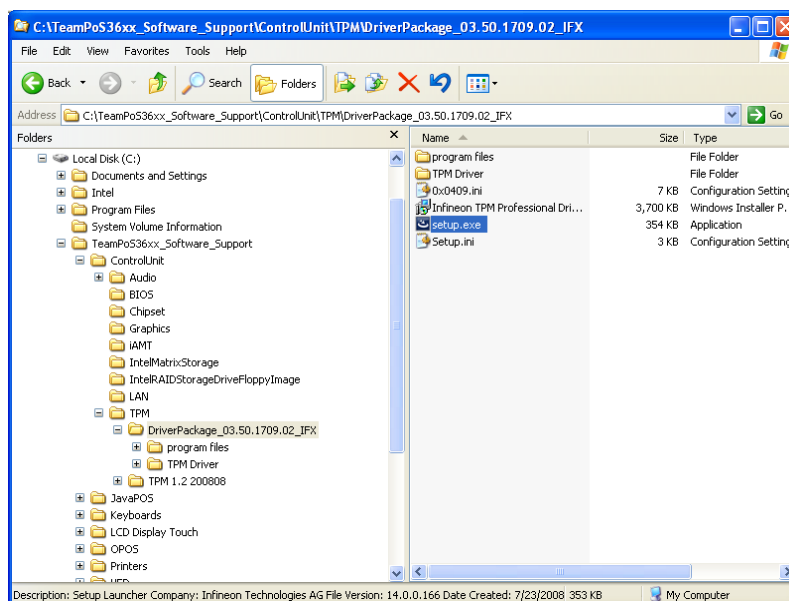 C:\TeamPoS36xx_Software_Support\ControlUnit\TPM\DriverPackage_03.50.1709.02_IFX
File Edit View Favorites Tools Help
Back Search Folders
Address C:\TeamPoS36xx_Software_Support\ControlUnit\TPM\DriverPackage_03.50.1709.02_IFX Go
Folders x
Local Disk (C:)
Documents and Settings
Intel
Program Files
System Volume Information
TeamPoS36xx_Software_Support
ControlUnit
Audio
BIOS
Chipset
Graphics
iAMT
IntelMatrixStorage
IntelRAIDStorageDriveFloppyImage
LAN
TPM
DriverPackage_03.50.1709.02_IFX
program files
TPM Driver
TPM 1.2 200808
JavaPOS
Keyboards
LCD Display Touch
OPOS
Printers
Name Size Type
program files File Folder
TPM Driver File Folder
0x0409.ini 7 KB Configuration Setting
Infineon TPM Professional Dri... 3,700 KB Windows Installer P.
setup.exe 354 KB Application
Setup.ini 3 KB Configuration Setting
Description: Setup Launcher Company: Infineon Technologies AG File Version: 14.0.0.166 Date Created: 7/23/2008 353 KB My Computer